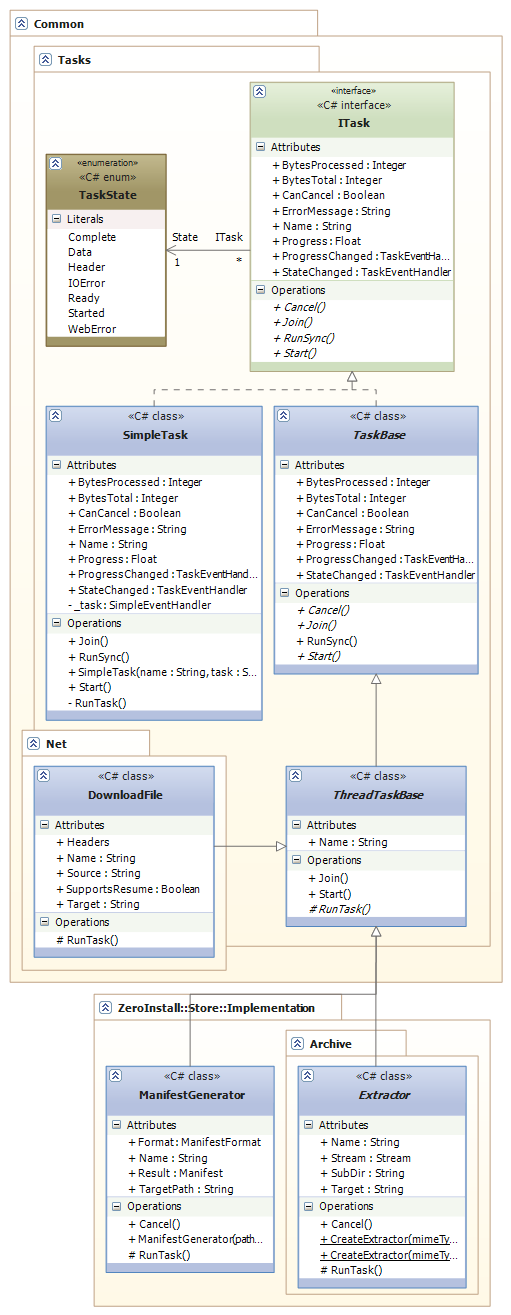 Common
Tasks
«interface»
«C# interface»
ITask
Attributes
+ BytesProcessed : Integer
+ BytesTotal : Integer
+ CanCancel : Boolean
+ ErrorMessage : String
+ Name : String
+ Progress : Float
+ ProgressChanged : TaskEventHa...
+ StateChanged : TaskEventHandler
Operations
+ Cancel()
+ Join()
+ RunSync()
+ Start()
«enumeration»
«C# enum»
TaskState
Literals
Complete
Data
Header
IOError
Ready
Started
WebError
State ITask
1 *
«C# class»
SimpleTask
Attributes
+ BytesProcessed : Integer
+ BytesTotal : Integer
+ CanCancel : Boolean
+ ErrorMessage : String
+ Name : String
+ Progress : Float
+ ProgressChanged : TaskEventHand...
+ StateChanged : TaskEventHandler
- _task : SimpleEventHandler
Operations
+ Join()
+ RunSync()
+ SimpleTask(name : String, task : S...
+ Start()
- RunTask()
«C# class»
TaskBase
Attributes
+ BytesProcessed : Integer
+ BytesTotal : Integer
+ CanCancel : Boolean
+ ErrorMessage : String
+ Progress : Float
+ ProgressChanged : TaskEventHa...
+ StateChanged : TaskEventHandler
Operations
+ Cancel()
+ Join()
+ RunSync()
+ Start()
Net
«C# class»
DownloadFile
Attributes
+ Headers
+ Name : String
+ Source : String
+ SupportsResume : Boolean
+ Target : String
Operations
# RunTask()
«C# class»
ThreadTaskBase
Attributes
+ Name : String
Operations
+ Join()
+ Start()
# RunTask()
ZeroInstall::Store::Implementation
Archive
«C# class»
ManifestGenerator
Attributes
+ Format : ManifestFormat
+ Name : String
+ Result : Manifest
+ TargetPath : String
Operations
+ Cancel()
+ ManifestGenerator(path...
# RunTask()
«C# class»
Extractor
Attributes
+ Name : String
+ Stream : Stream
+ SubDir : String
+ Target : String
Operations
+ Cancel()
+ CreateExtractor(mimeTy...
+ CreateExtractor(mimeTy...
# RunTask()